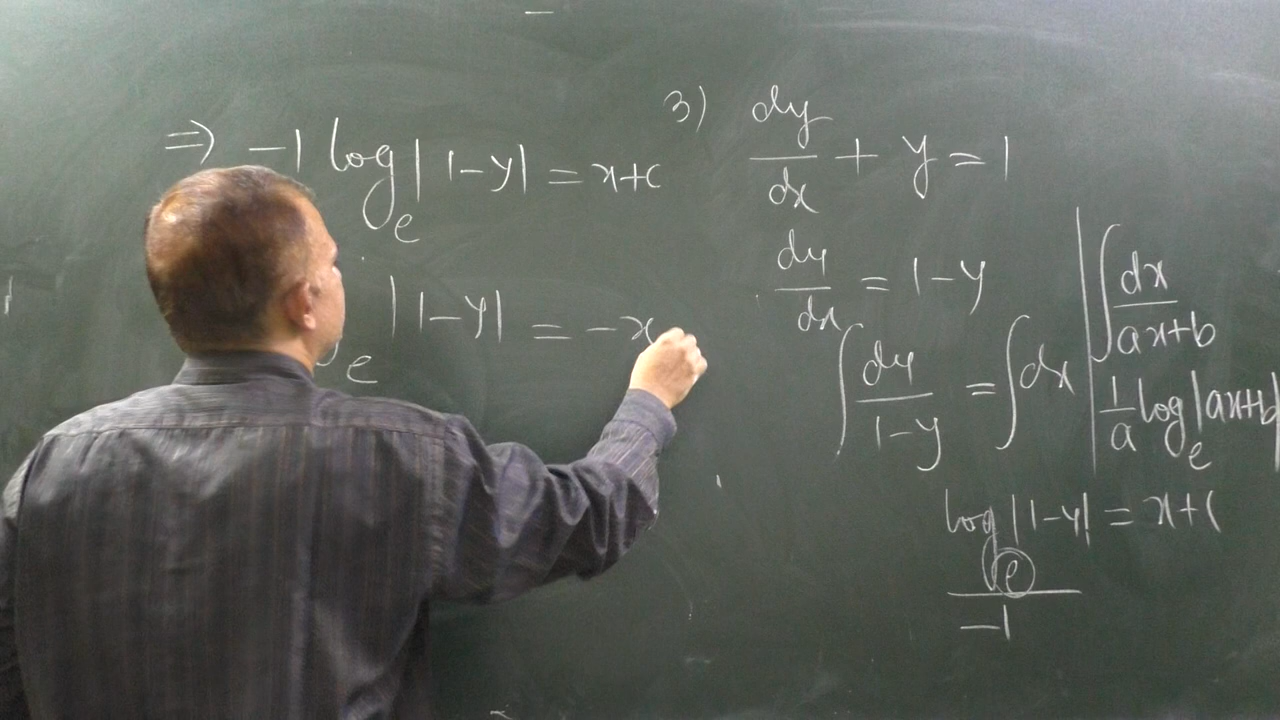 3) dy/dx + y = 1
dy/dx = 1-y
∫ dy/1-y = ∫ dx
∫ dx/ax+b
1/a log_e |ax+b|
log_e |1-y| / -1 = x+c
⇒ -1 log_e | 1-y| = x+c
|1-y| = -x